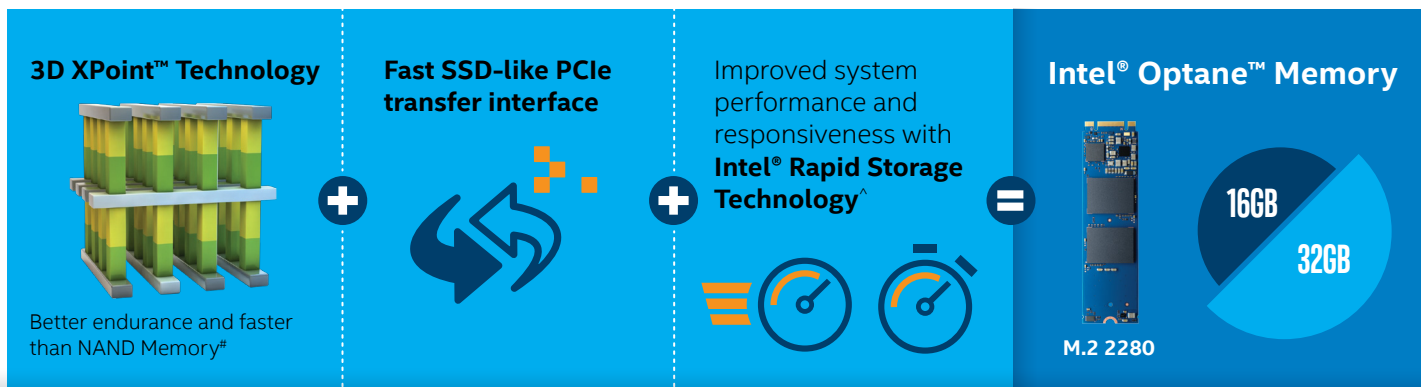 3D XPoint™ Technology
Better endurance and faster
than NAND Memory#
Fast SSD-like PCIe
transfer interface
Improved system
performance and
responsiveness with
Intel® Rapid Storage
Technology^
Intel® Optane™ Memory
M.2 2280
16GB
32GB